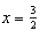 x = 3/2